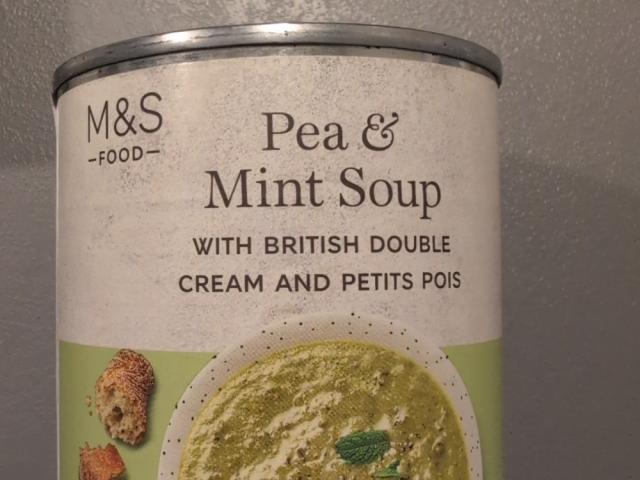 M&S
–FOOD–
Pea &
Mint Soup
WITH BRITISH DOUBLE
CREAM AND PETITS POIS